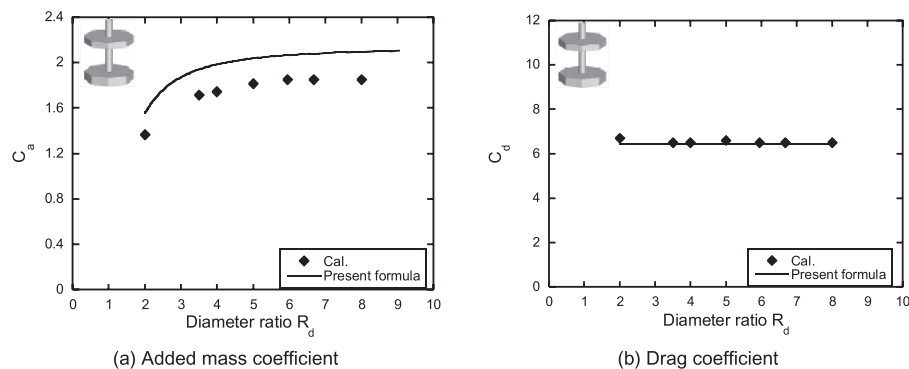 2.4
2
1.6
1.2
0.8
0.4
0
C_a
0 1 2 3 4 5 6 7 8 9 10
Diameter ratio R_d
Cal.
Present formula
(a) Added mass coefficient
12
10
8
6
4
2
0
C_d
0 1 2 3 4 5 6 7 8 9 10
Diameter ratio R_d
Cal.
Present formula
(b) Drag coefficient